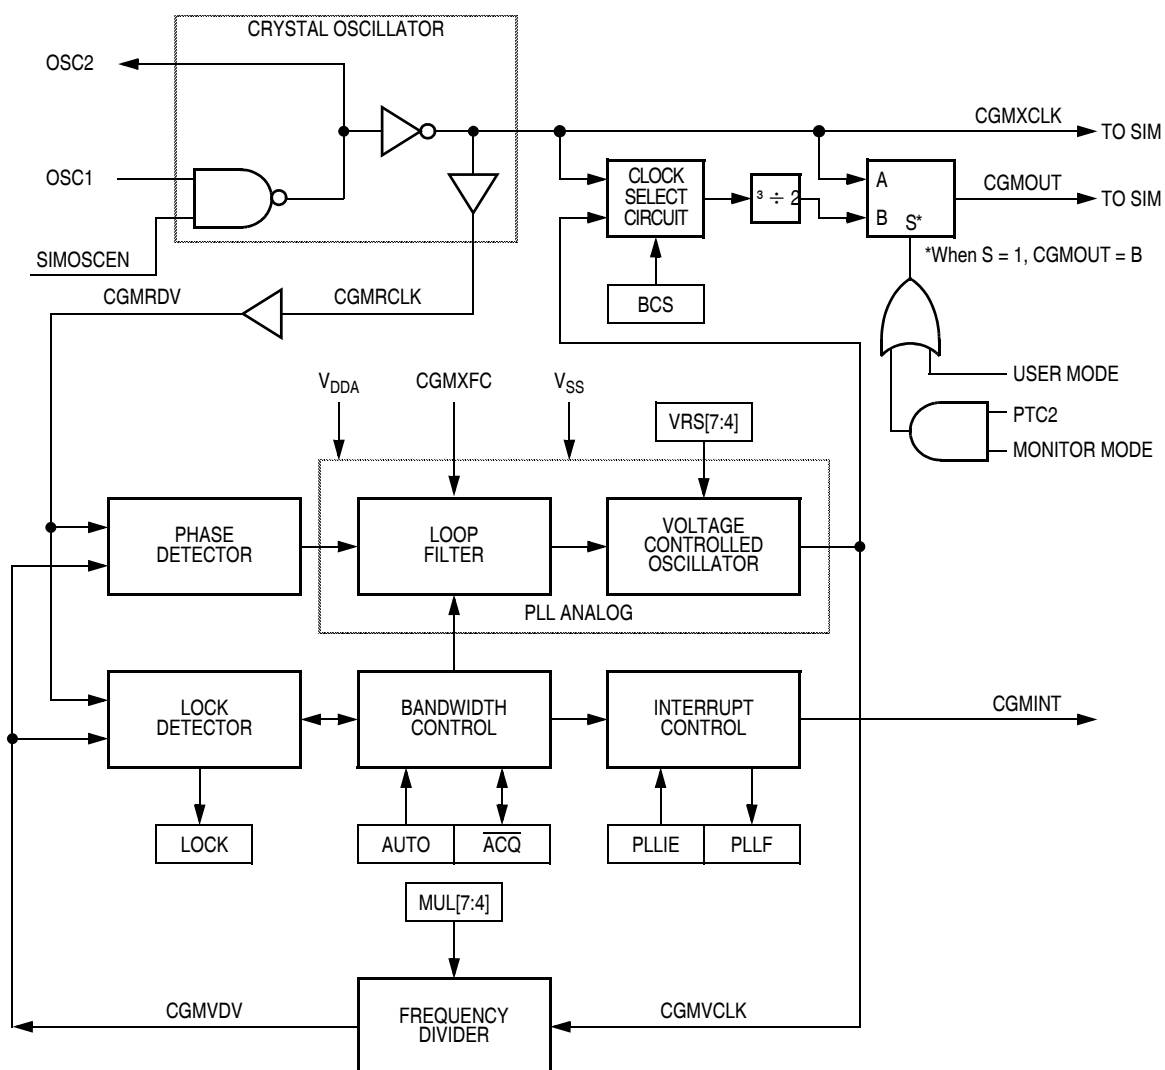 CRYSTAL OSCILLATOR
OSC2
CGMXCLK
TO SIM
OSC1
CLOCK
SELECT
CIRCUIT
³ ÷ 2
A
B
S*
CGMOUT
TO SIM
*When S = 1, CGMOUT = B
SIMOSCEN
CGMRDV
CGMRCLK
BCS
USER MODE
PTC2
MONITOR MODE
VDDA
CGMXFC
VSS
VRS[7:4]
PHASE
DETECTOR
LOOP
FILTER
VOLTAGE
CONTROLLED
OSCILLATOR
PLL ANALOG
LOCK
DETECTOR
BANDWIDTH
CONTROL
INTERRUPT
CONTROL
CGMINT
LOCK
AUTO
ACQ
PLLIE
PLLF
MUL[7:4]
CGMVDV
FREQUENCY
DIVIDER
CGMVCLK